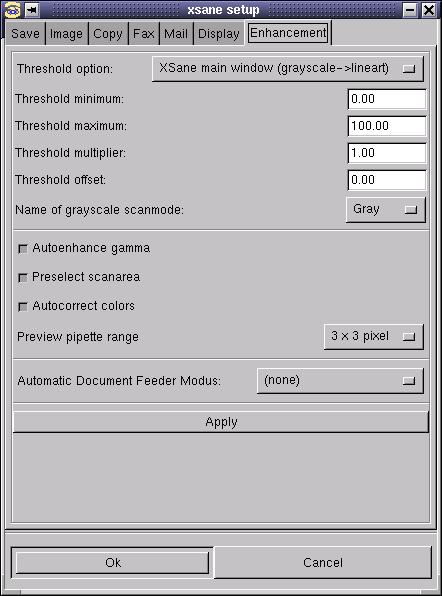 xsane setup
Save Image Copy Fax Mail Display Enhancement
Threshold option: XSane main window (grayscale->lineart)
Threshold minimum: 0.00
Threshold maximum: 100.00
Threshold multiplier: 1.00
Threshold offset: 0.00
Name of grayscale scanmode: Gray
Autoenhance gamma
Preselect scanarea
Autocorrect colors
Preview pipette range 3 x 3 pixel
Automatic Document Feeder Modus: (none)
Apply
Ok Cancel